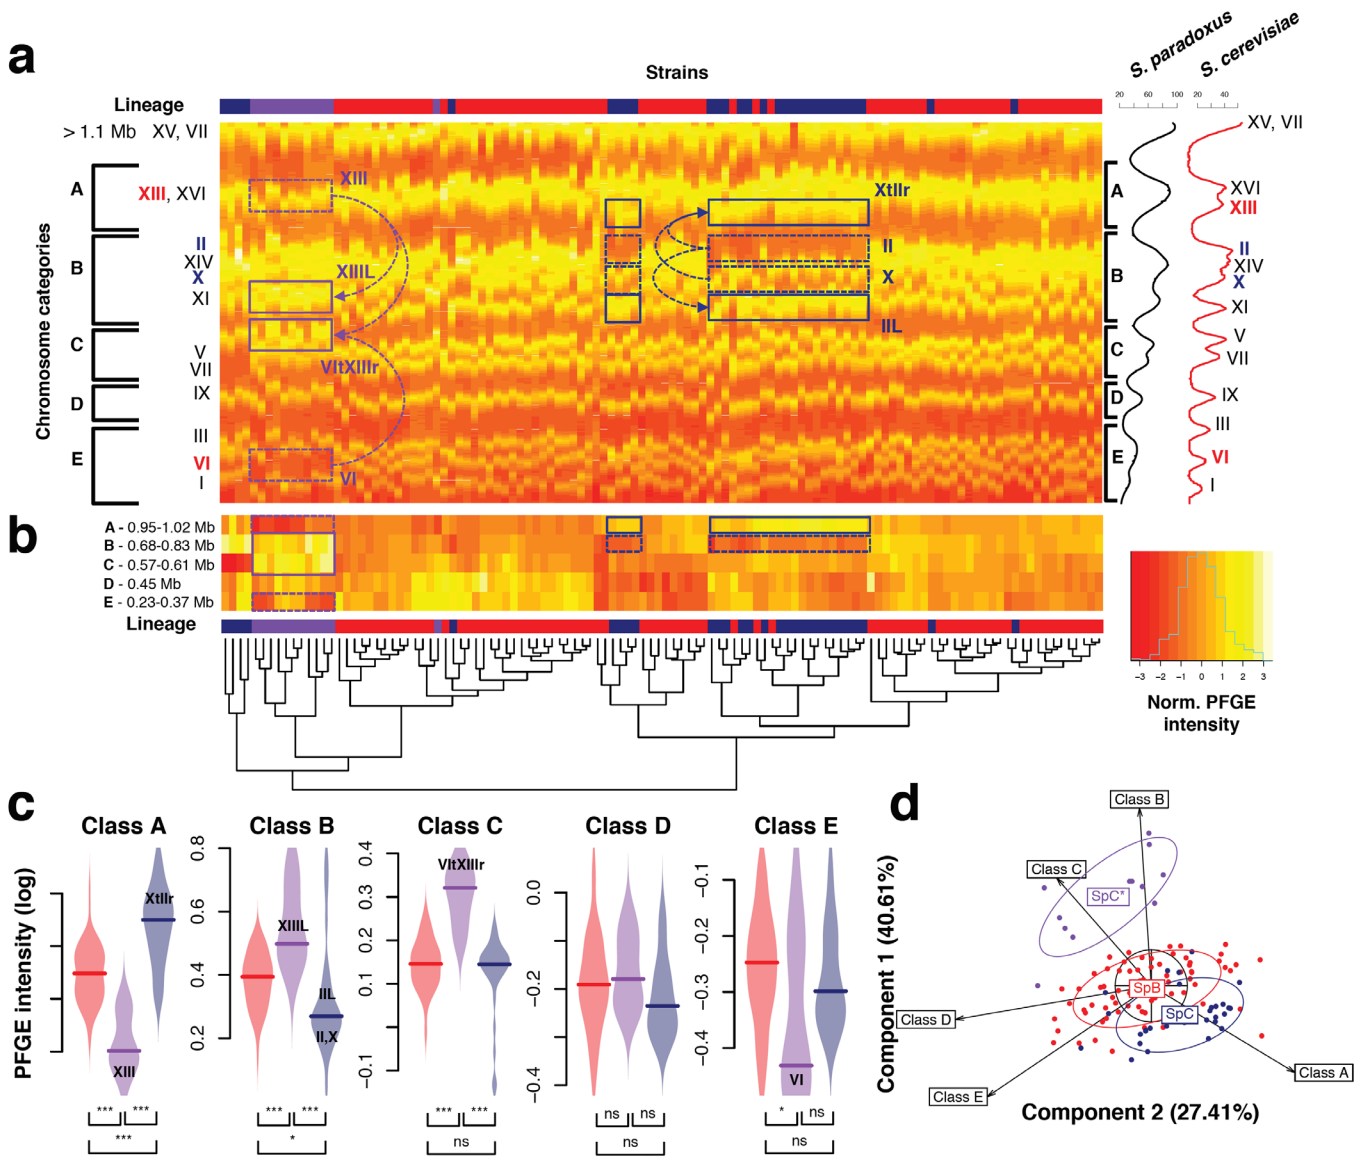 a
Strains
S. paradoxus
S. cerevisiae
Lineage
20 60 100
20 40
> 1.1 Mb XV, VII
XV, VII
Chromosome categories
A
XIII, XVI
B
II
XIV
X
XI
C
V
VII
D
IX
E
III
VI
I
XIII
XIIIL
VItXIIIr
VI
XtIIr
II
X
IIL
A
B
C
D
E
XVI
XIII
II
XIV
X
XI
V
VII
IX
III
VI
I
b
A - 0.95-1.02 Mb
B - 0.68-0.83 Mb
C - 0.57-0.61 Mb
D - 0.45 Mb
E - 0.23-0.37 Mb
Lineage
−3 −2 −1 0 1 2 3
Norm. PFGE
intensity
c
PFGE intensity (log)
Class A
XtIIr
XIII
*** ***
***
Class B
0.8
0.6
0.4
0.2
XIIIL
IIL
II,X
*** ***
*
Class C
0.4
0.3
0.2
0.1
−0.1
VItXIIIr
*** ***
ns
Class D
0.0
−0.2
−0.4
ns ns
ns
Class E
−0.1
−0.2
−0.3
−0.4
VI
* ns
ns
d
Component 1 (40.61%)
Class B
Class C
SpC*
SpB
SpC
Class D
Class A
Class E
Component 2 (27.41%)